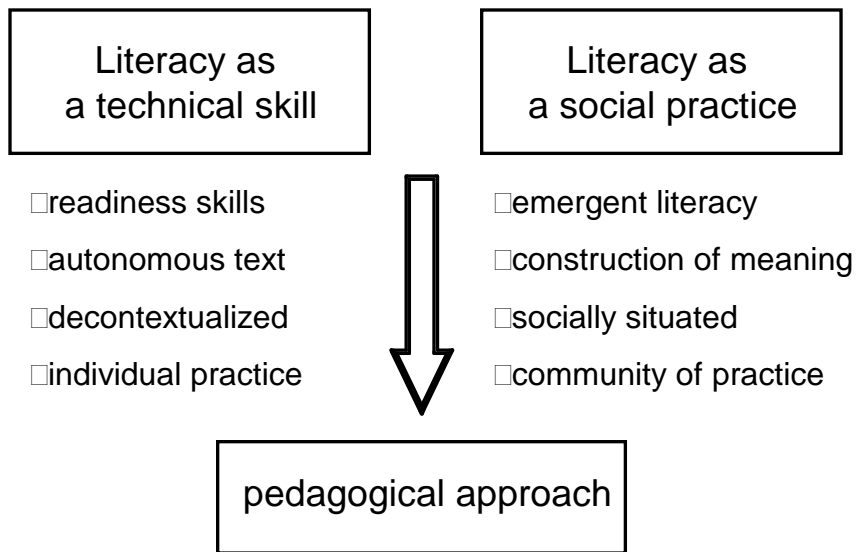 Literacy as
a technical skill
Literacy as
a social practice
□readiness skills
□autonomous text
□decontextualized
□individual practice
□emergent literacy
□construction of meaning
□socially situated
□community of practice
pedagogical approach